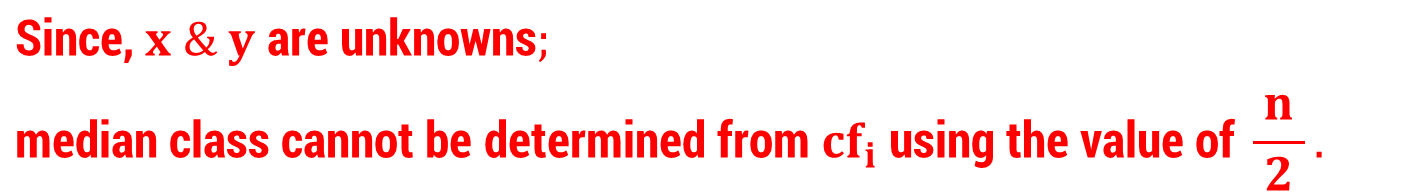 Since, x & y are unknowns;
median class cannot be determined from cfᵢ using the value of n/2 .